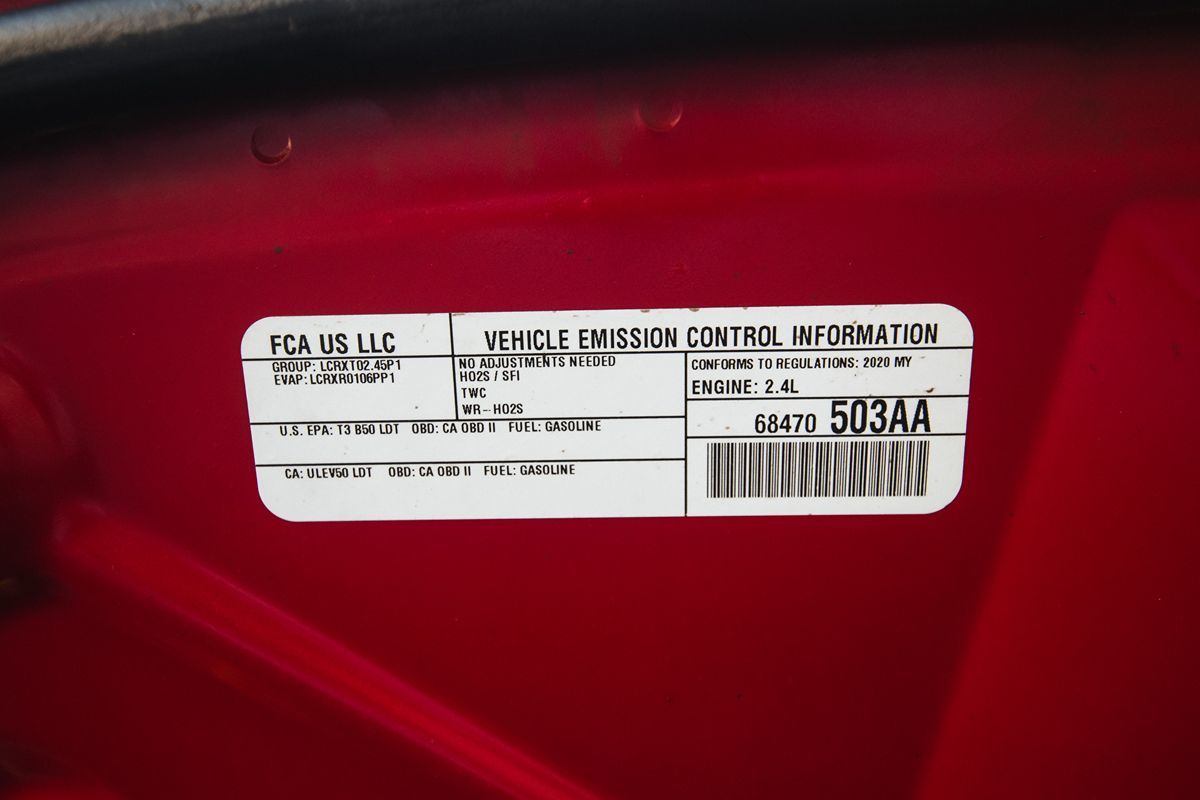 FCA US LLC
GROUP: LCRXT02.45P1
EVAP: LCRXR0106PP1
VEHICLE EMISSION CONTROL INFORMATION
NO ADJUSTMENTS NEEDED
HO2S / SFI
TWC
WR-HO2S
CONFORMS TO REGULATIONS: 2020 MY
ENGINE: 2.4L
68470 503AA
U.S. EPA: T3 B50 LDT OBD: CA OBD II FUEL: GASOLINE
CA: ULEV50 LDT OBD: CA OBD II FUEL: GASOLINE